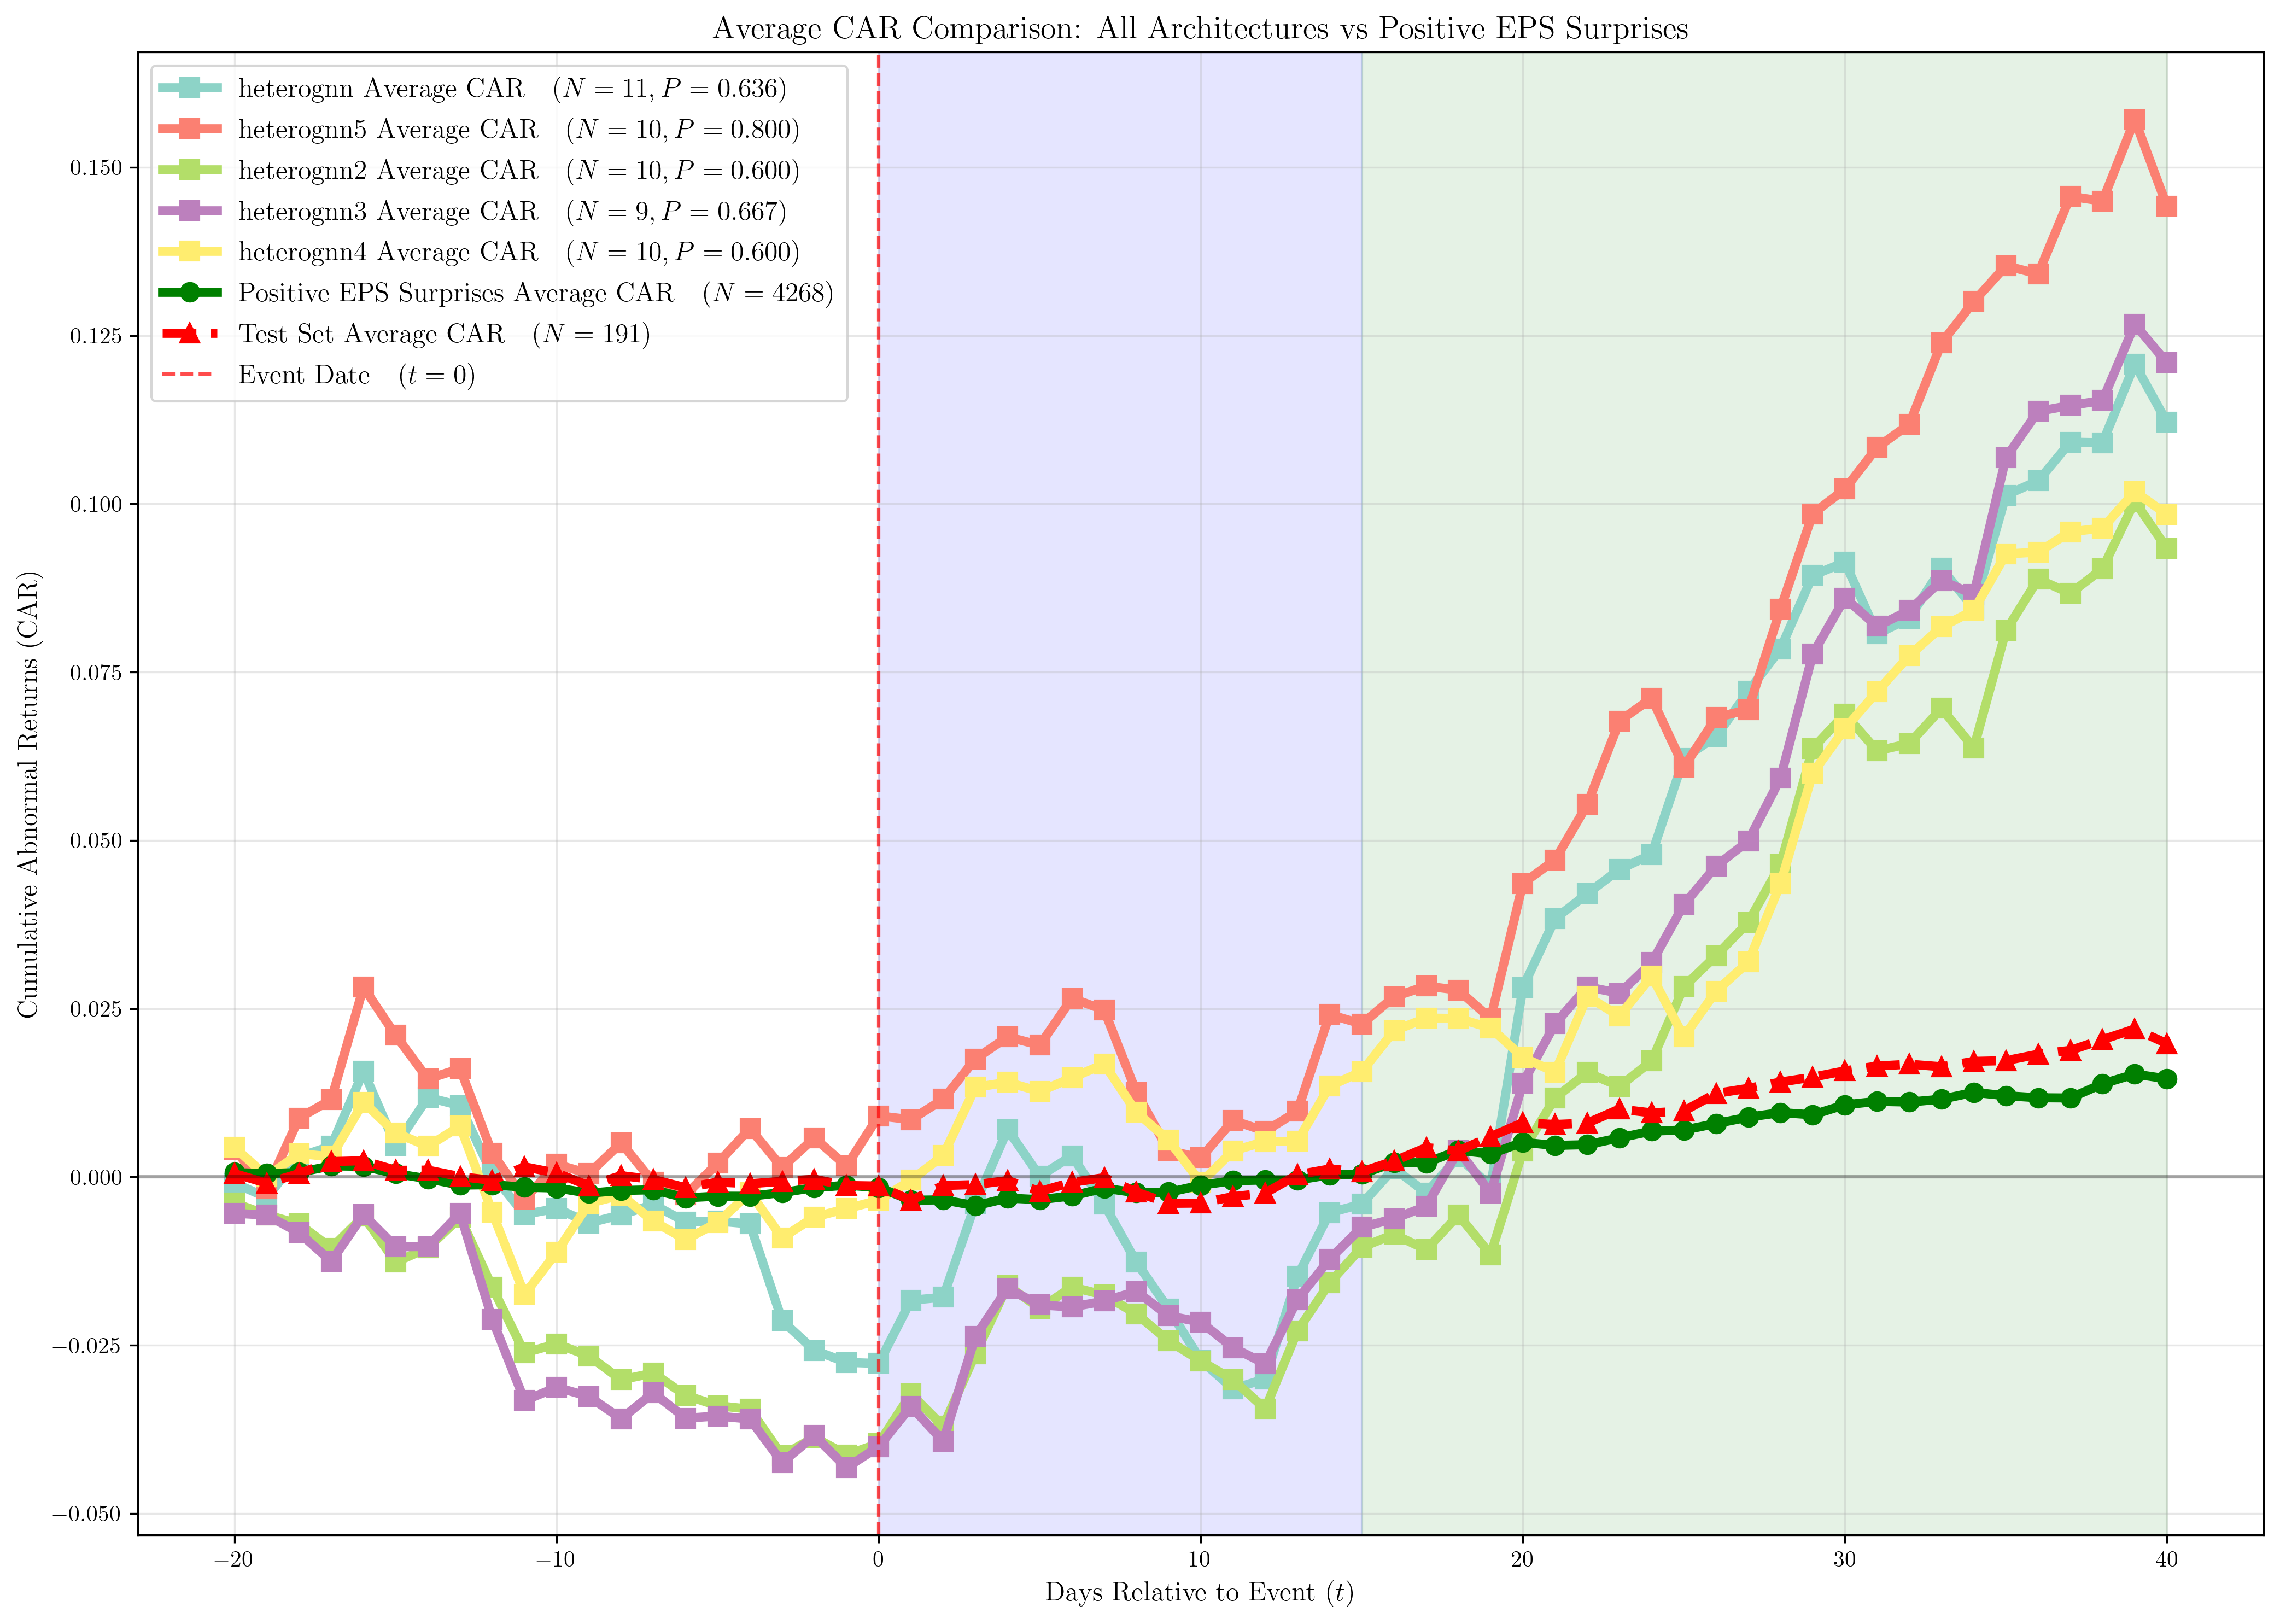 Average CAR Comparison: All Architectures vs Positive EPS Surprises
heterognn Average CAR (N = 11, P = 0.636)
heterognn5 Average CAR (N = 10, P = 0.800)
heterognn2 Average CAR (N = 10, P = 0.600)
heterognn3 Average CAR (N = 9, P = 0.667)
heterognn4 Average CAR (N = 10, P = 0.600)
Positive EPS Surprises Average CAR (N = 4268)
Test Set Average CAR (N = 191)
Event Date (t = 0)
Cumulative Abnormal Returns (CAR)
0.150
0.125
0.100
0.075
0.050
0.025
0.000
−0.025
−0.050
−20 −10 0 10 20 30 40
Days Relative to Event (t)